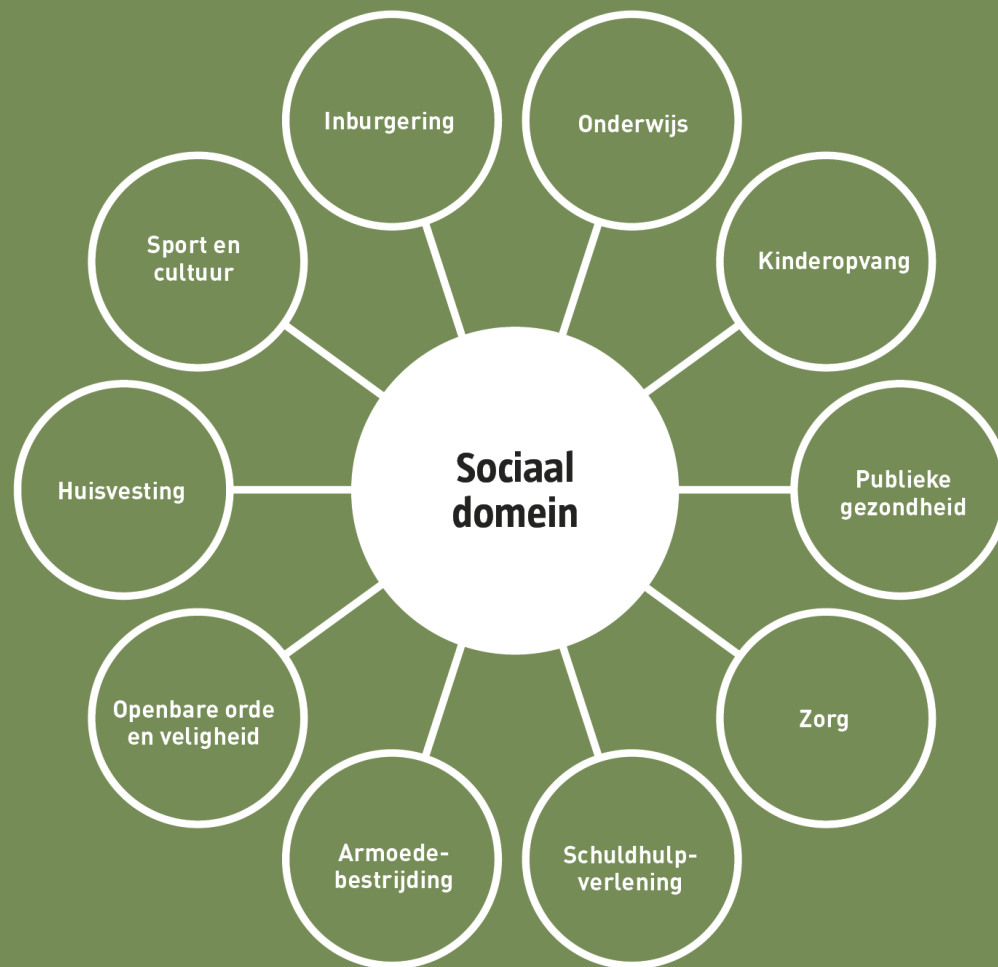 Inburgering
Onderwijs
Sport en
cultuur
Kinderopvang
Huisvesting
Sociaal
domein
Publieke
gezondheid
Openbare orde
en veligheid
Zorg
Armoede-
bestrijding
Schuldhulp-
verlening